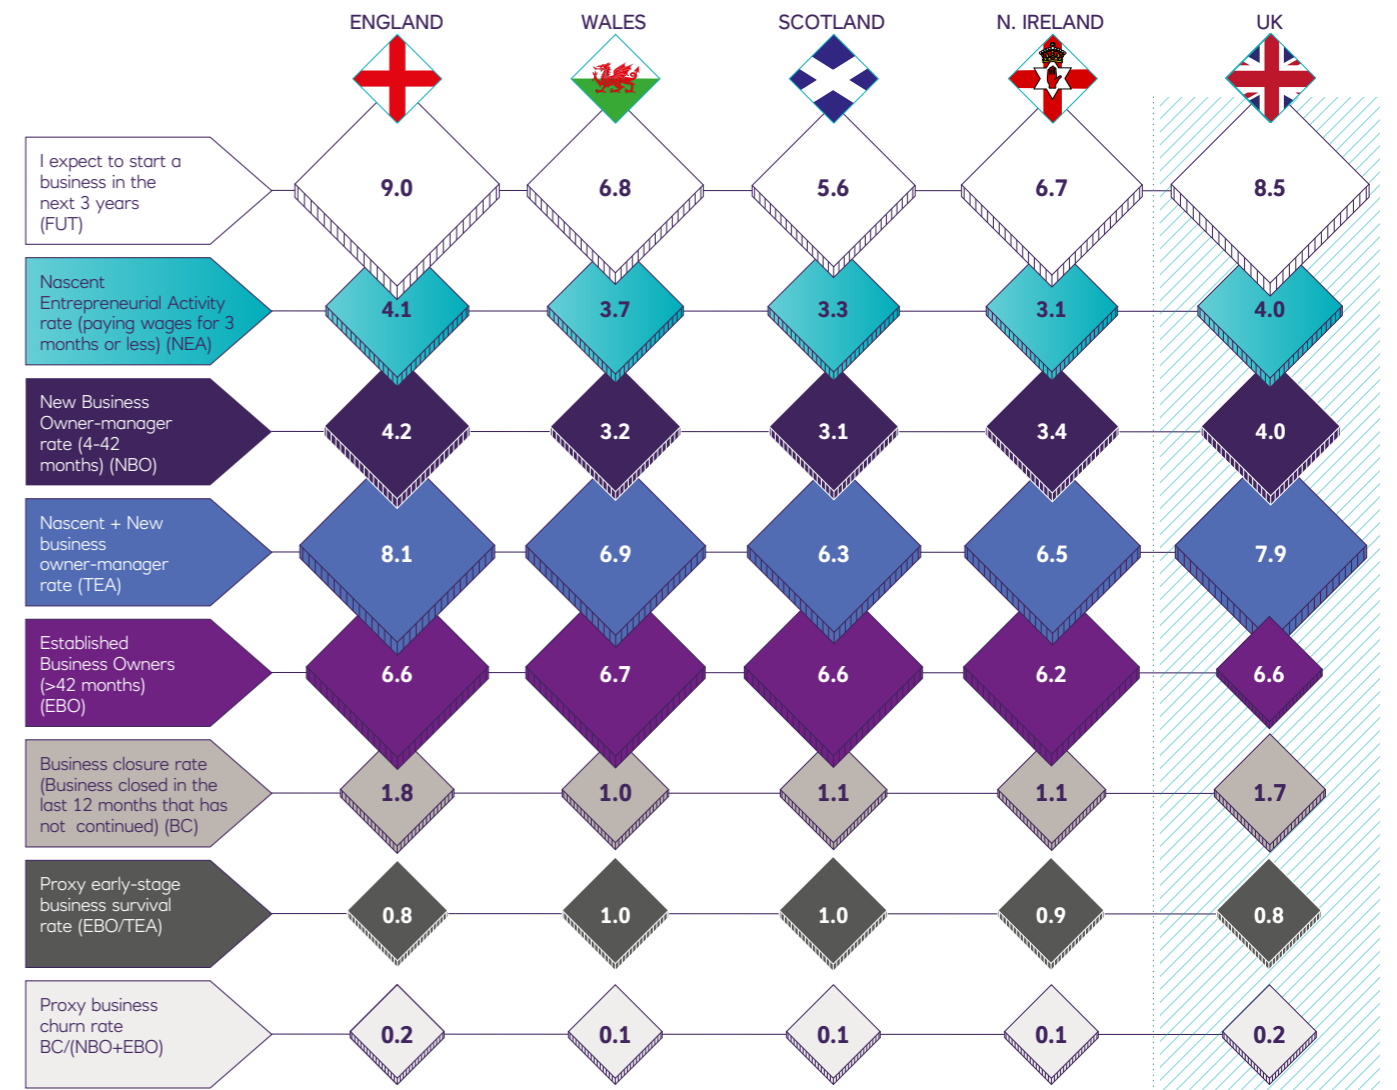 ENGLAND WALES SCOTLAND N. IRELAND UK
I expect to start a
business in the
next 3 years
(FUT)
9.0 6.8 5.6 6.7 8.5
Nascent
Entrepreneurial Activity
rate (paying wages for 3
months or less) (NEA)
4.1 3.7 3.3 3.1 4.0
New Business
Owner-manager
rate (4-42
months) (NBO)
4.2 3.2 3.1 3.4 4.0
Nascent + New
business
owner-manager
rate (TEA)
8.1 6.9 6.3 6.5 7.9
Established
Business Owners
(>42 months)
(EBO)
6.6 6.7 6.6 6.2 6.6
Business closure rate
(Business closed in the
last 12 months that has
not continued) (BC)
1.8 1.0 1.1 1.1 1.7
Proxy early-stage
business survival
rate (EBO/TEA)
0.8 1.0 1.0 0.9 0.8
Proxy business
churn rate
BC/(NBO+EBO)
0.2 0.1 0.1 0.1 0.2